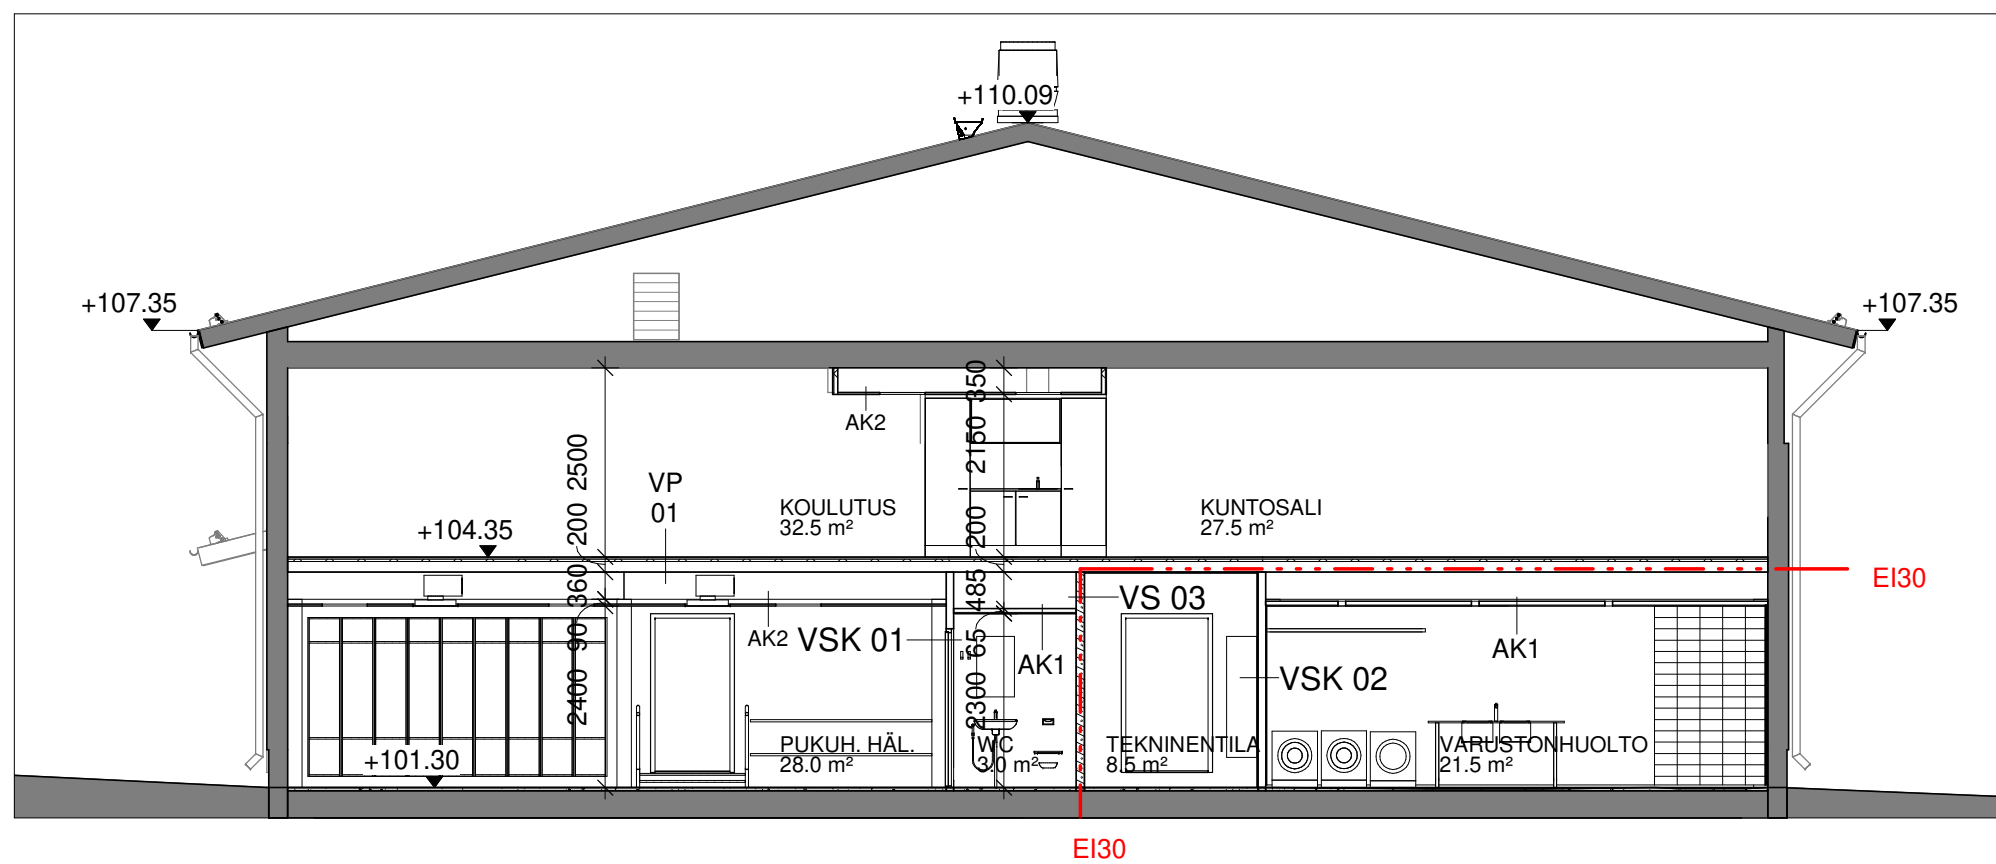 +110.09
+107.35
+107.35
350
AK2
2150
2500
VP
01
KOULUTUS
32.5 m²
KUNTOSALI
27.5 m²
+104.35
200
200
EI30
360
485
VS 03
90
AK2
VSK 01
65
AK1
AK1
VSK 02
2400
2300
PUKUH. HÄL.
28.0 m²
WC
3.0 m²
TEKNINENTILA
8.5 m²
VARUSTONHUOLTO
21.5 m²
+101.30
EI30